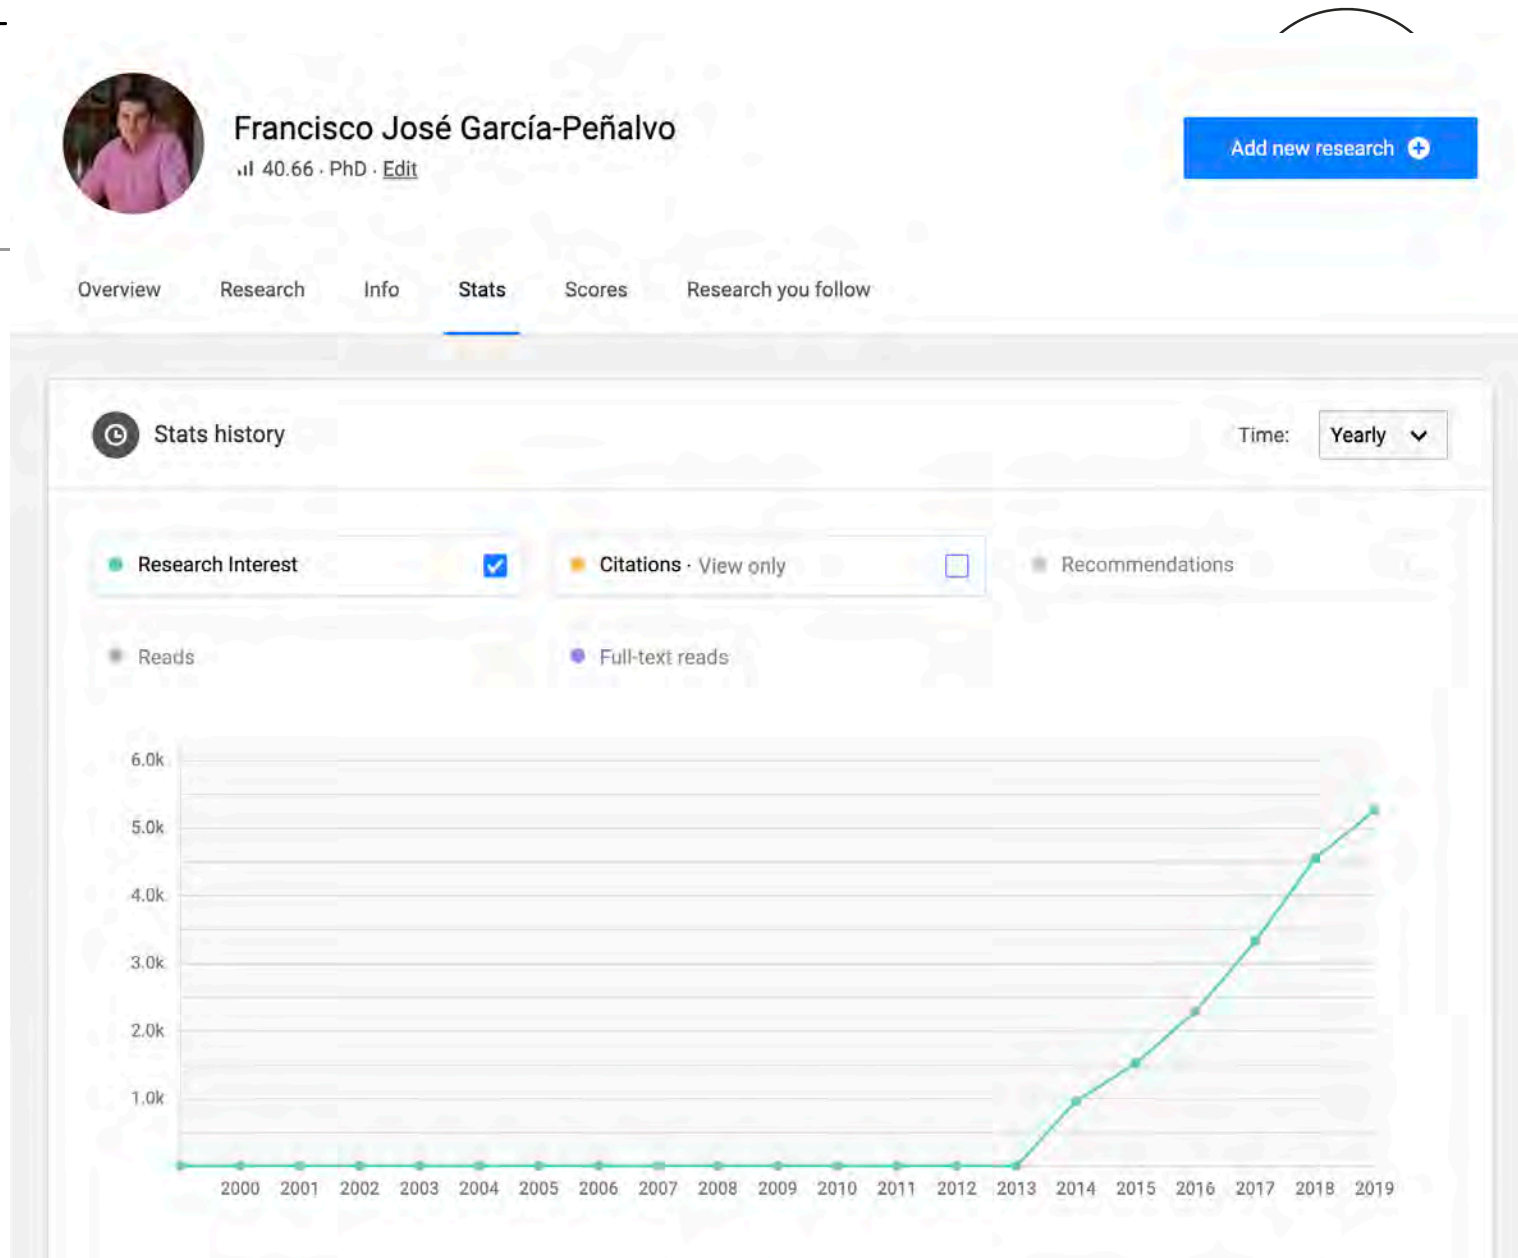 Francisco José García-Peñalvo
40.66 · PhD · Edit
Add new research
Overview Research Info Stats Scores Research you follow
Stats history
Time: Yearly
Research Interest
Citations · View only
Recommendations
Reads
Full-text reads
6.0k
5.0k
4.0k
3.0k
2.0k
1.0k
2000 2001 2002 2003 2004 2005 2006 2007 2008 2009 2010 2011 2012 2013 2014 2015 2016 2017 2018 2019